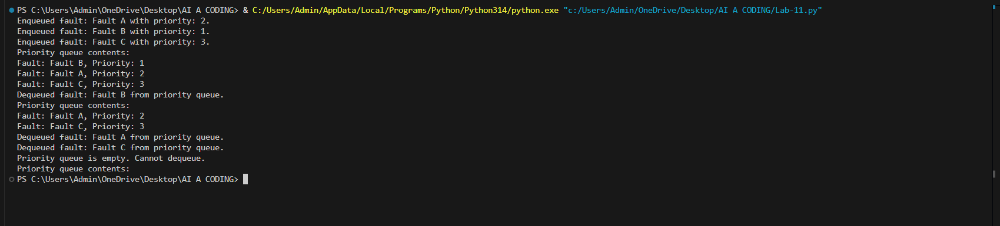 PS C:\Users\Admin\OneDrive\Desktop\AI A CODING> & C:/Users/Admin/AppData/Local/Programs/Python/Python314/python.exe "c:/Users/Admin/OneDrive/Desktop/AI A CODING/Lab-11.py"
Enqueued fault: Fault A with priority: 2.
Enqueued fault: Fault B with priority: 1.
Enqueued fault: Fault C with priority: 3.
Priority queue contents:
Fault: Fault B, Priority: 1
Fault: Fault A, Priority: 2
Fault: Fault C, Priority: 3
Dequeued fault: Fault B from priority queue.
Priority queue contents:
Fault: Fault A, Priority: 2
Fault: Fault C, Priority: 3
Dequeued fault: Fault A from priority queue.
Dequeued fault: Fault C from priority queue.
Priority queue is empty. Cannot dequeue.
Priority queue contents:
PS C:\Users\Admin\OneDrive\Desktop\AI A CODING>